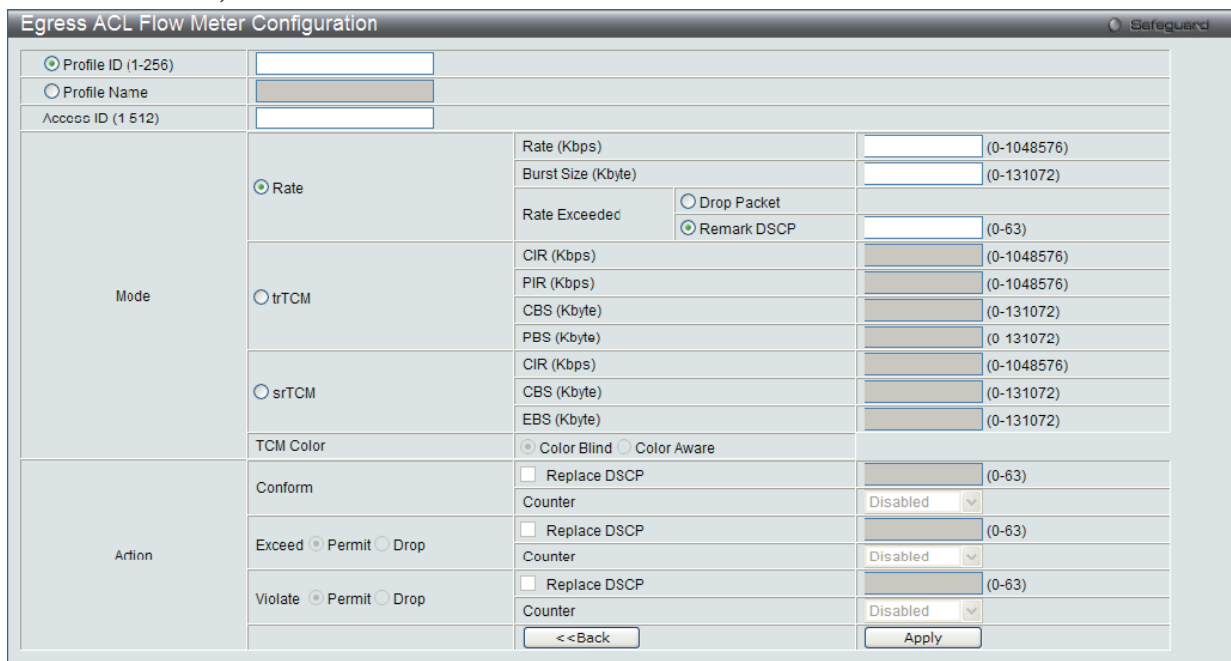 Egress ACL Flow Meter Configuration
Safeguard
Profile ID (1-256)
Profile Name
Access ID (1 512)
Mode
Rate
Rate (Kbps)
(0-1048576)
Burst Size (Kbyte)
(0-131072)
Rate Exceeded
Drop Packet
Remark DSCP
(0-63)
trTCM
CIR (Kbps)
(0-1048576)
PIR (Kbps)
(0-1048576)
CBS (Kbyte)
(0-131072)
PBS (Kbyte)
(0 131072)
srTCM
CIR (Kbps)
(0-1048576)
CBS (Kbyte)
(0-131072)
EBS (Kbyte)
(0-131072)
TCM Color
Color Blind Color Aware
Action
Conform
Replace DSCP
(0-63)
Counter
Disabled
Exceed Permit Drop
Replace DSCP
(0-63)
Counter
Disabled
Violate Permit Drop
Replace DSCP
(0-63)
Counter
Disabled
<<Back
Apply